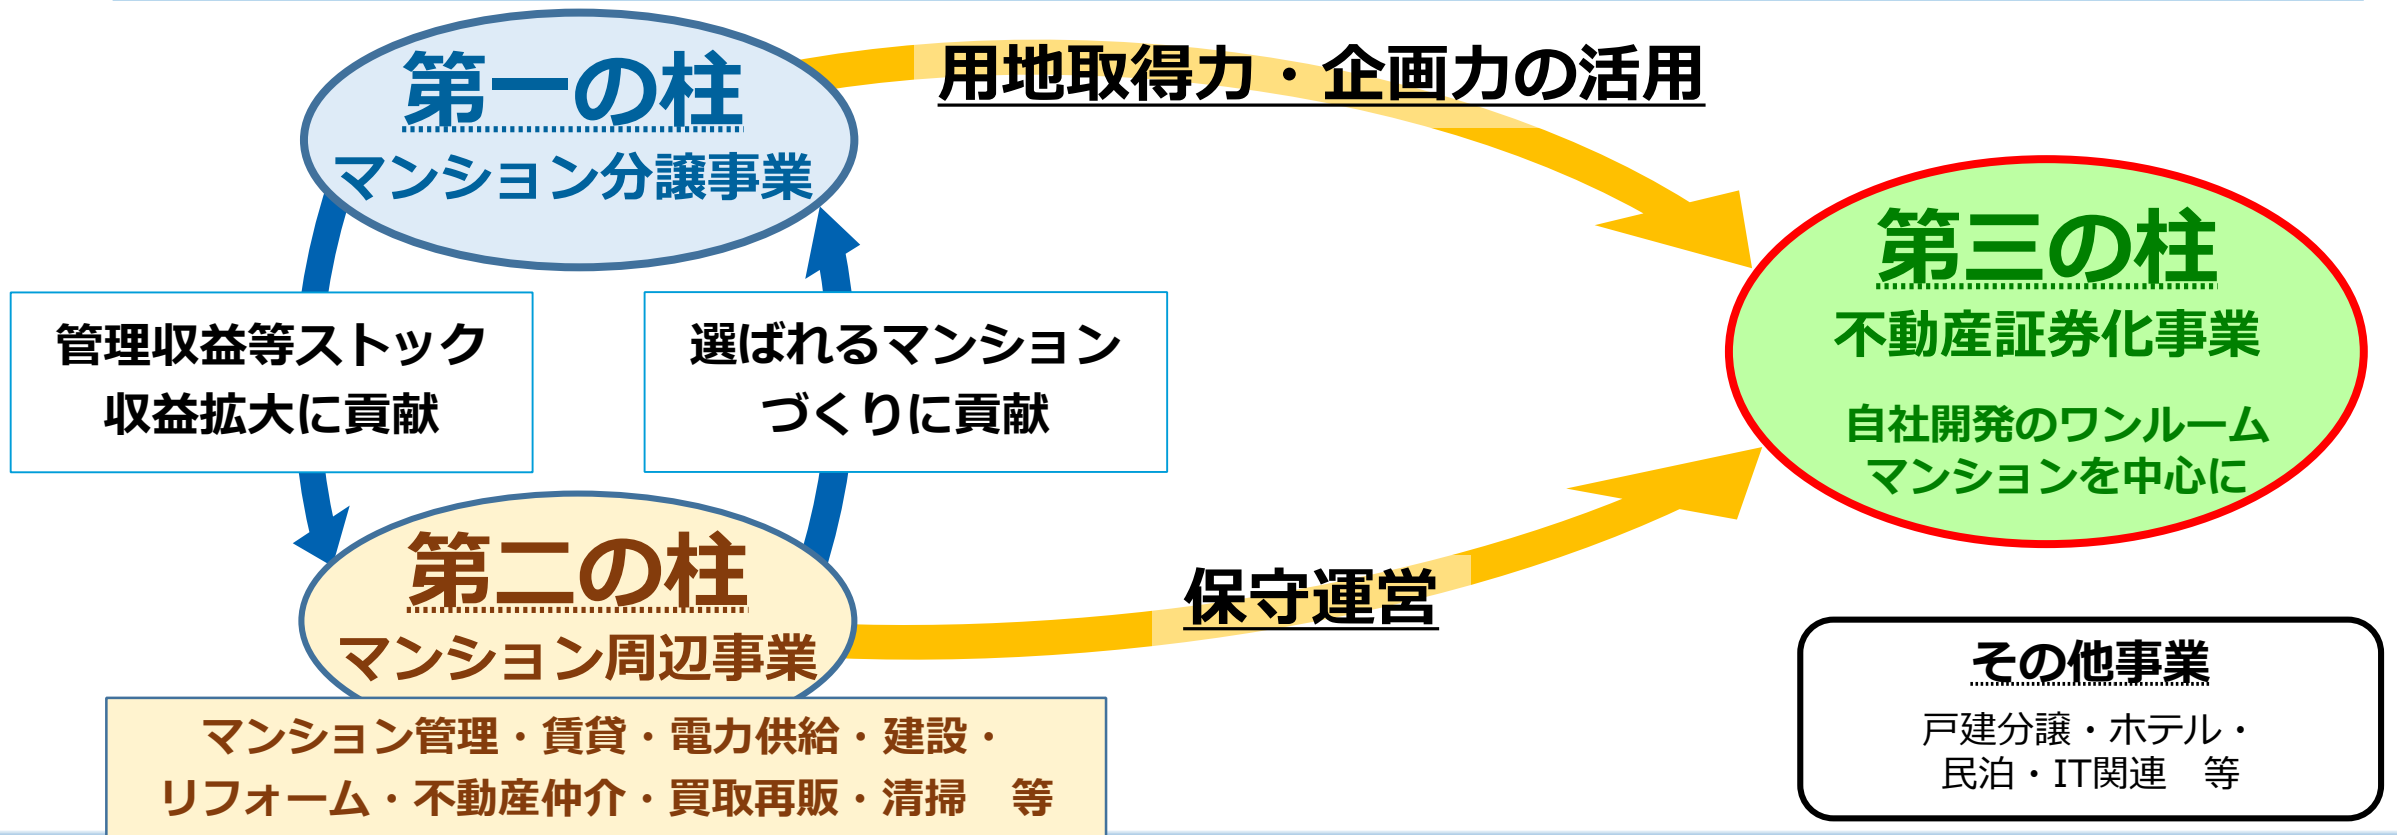 第一の柱
マンション分譲事業
用地取得力・企画力の活用
管理収益等ストック
収益拡大に貢献
選ばれるマンション
づくりに貢献
第三の柱
不動産証券化事業
自社開発のワンルーム
マンションを中心に
第二の柱
マンション周辺事業
マンション管理・賃貸・電力供給・建設・
リフォーム・不動産仲介・買取再販・清掃　等
保守運営
その他事業
戸建分譲・ホテル・
民泊・IT関連　等